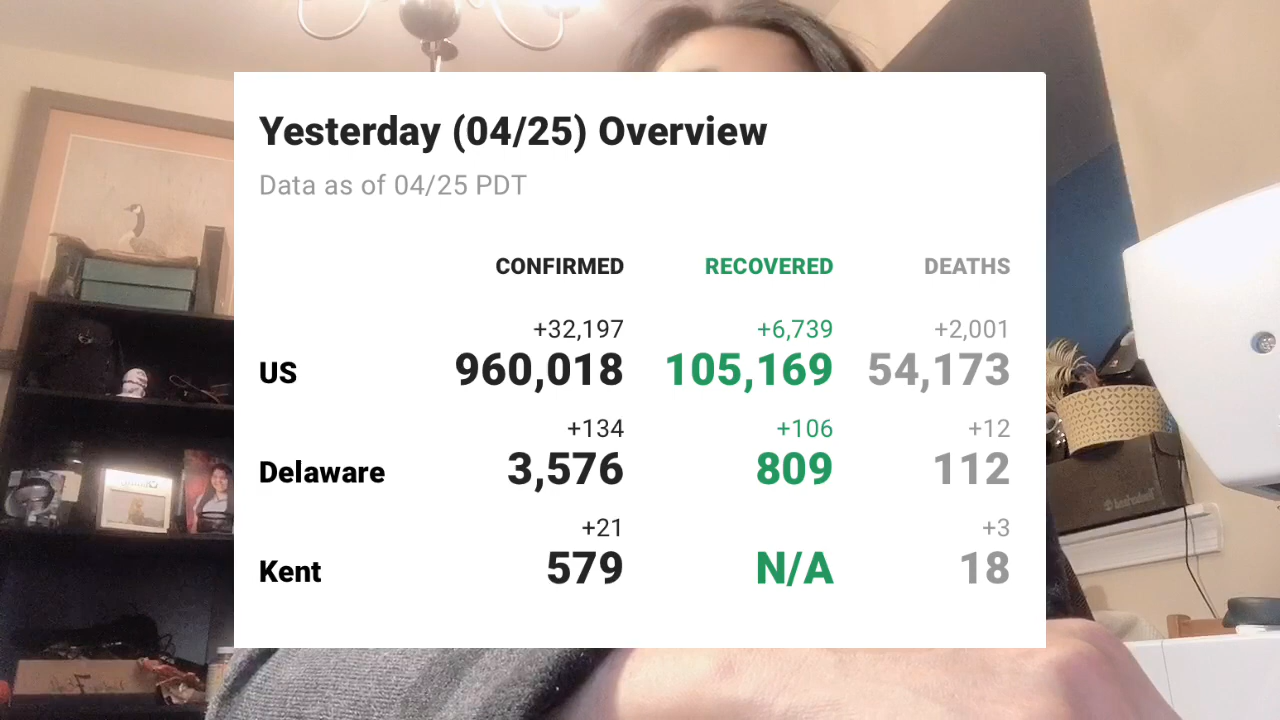 Yesterday (04/25) Overview
Data as of 04/25 PDT
CONFIRMED RECOVERED DEATHS
+32,197 +6,739 +2,001
US 960,018 105,169 54,173
+134 +106 +12
Delaware 3,576 809 112
+21 +3
Kent 579 N/A 18